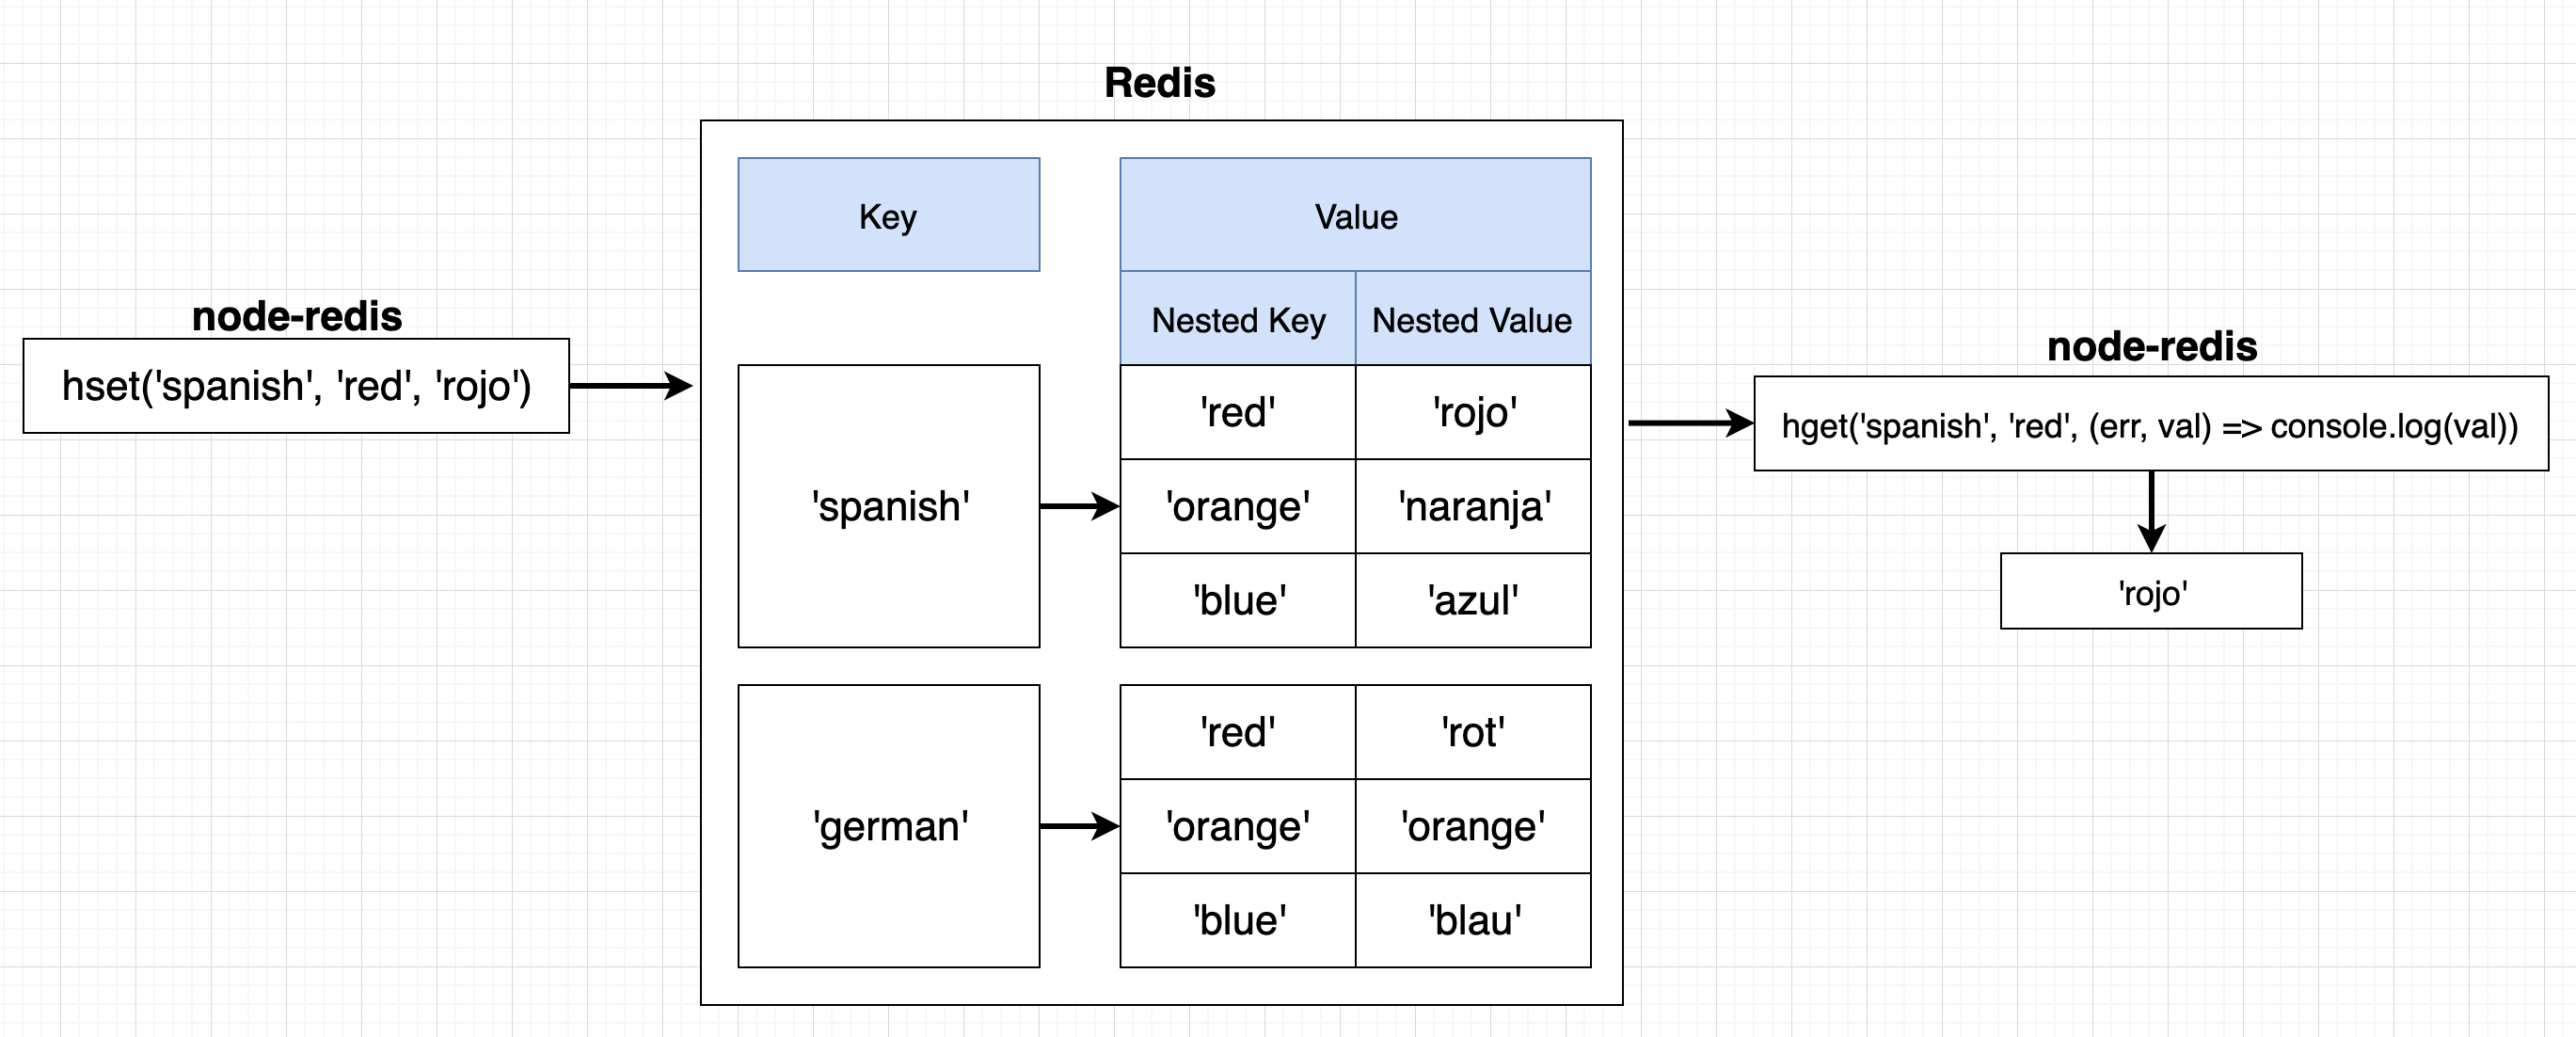 Redis
node-redis
hset('spanish', 'red', 'rojo')
Key
Value
Nested Key
Nested Value
'spanish'
'red'
'rojo'
'orange'
'naranja'
'blue'
'azul'
'german'
'red'
'rot'
'orange'
'orange'
'blue'
'blau'
node-redis
hget('spanish', 'red', (err, val) => console.log(val))
'rojo'